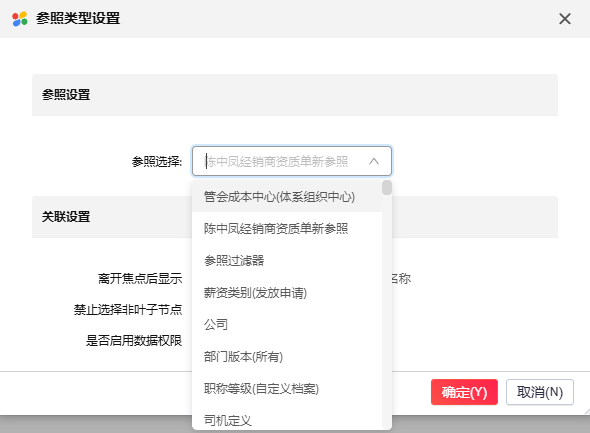 参照类型设置
参照设置
参照选择:
陈中凤经销商资质单新参照
管会成本中心(体系组织中心)
陈中凤经销商资质单新参照
关联设置
参照过滤器
离开焦点后显示
名称
薪资类别(发放申请)
禁止选择非叶子节点
公司
是否启用数据权限
部门版本(所有)
职称等级(自定义档案)
确定(Y)
取消(N)
司机定义